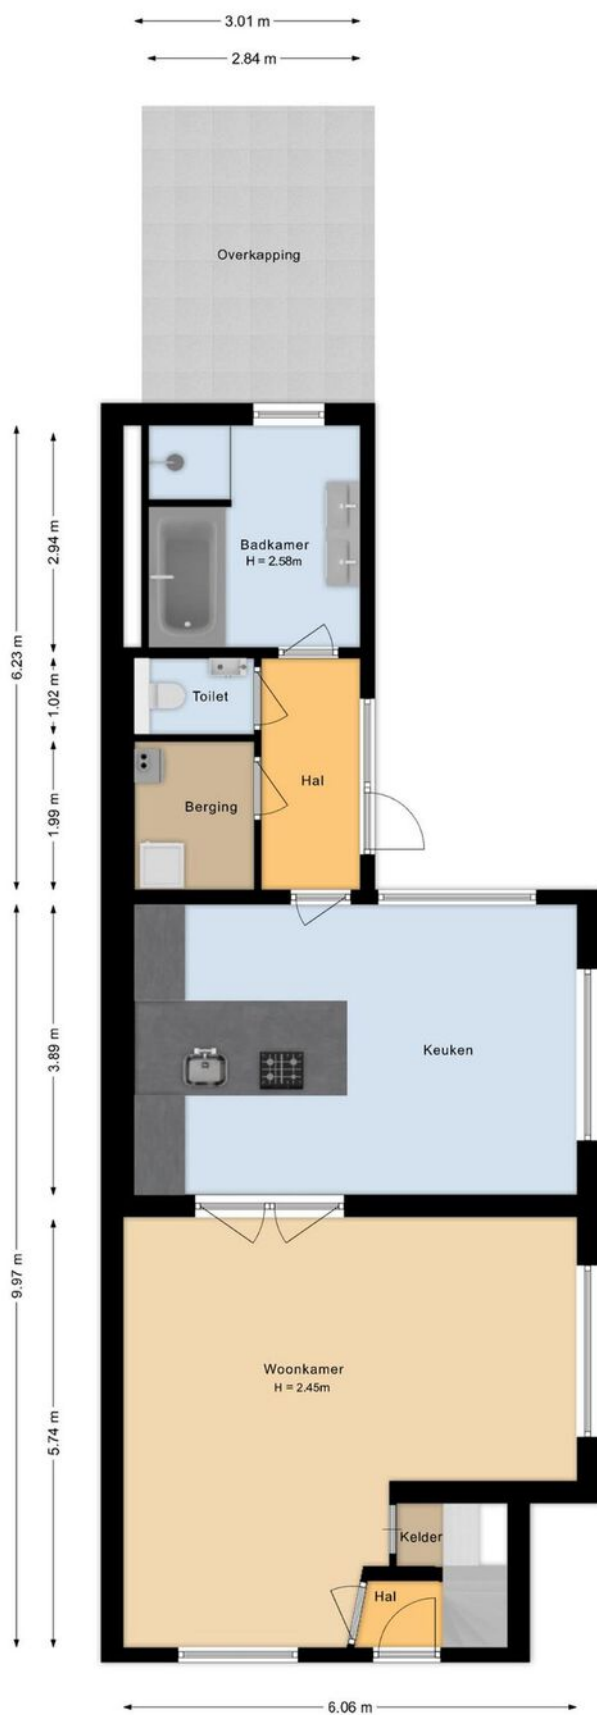 3.01 m
2.84 m
Overkapping
Badkamer
H = 2.58m
2.94 m
6.23 m
1.02 m
Toilet
Hal
1.99 m
Berging
3.89 m
Keuken
9.97 m
Woonkamer
H = 2.45m
5.74 m
Kelder
Hal
6.06 m